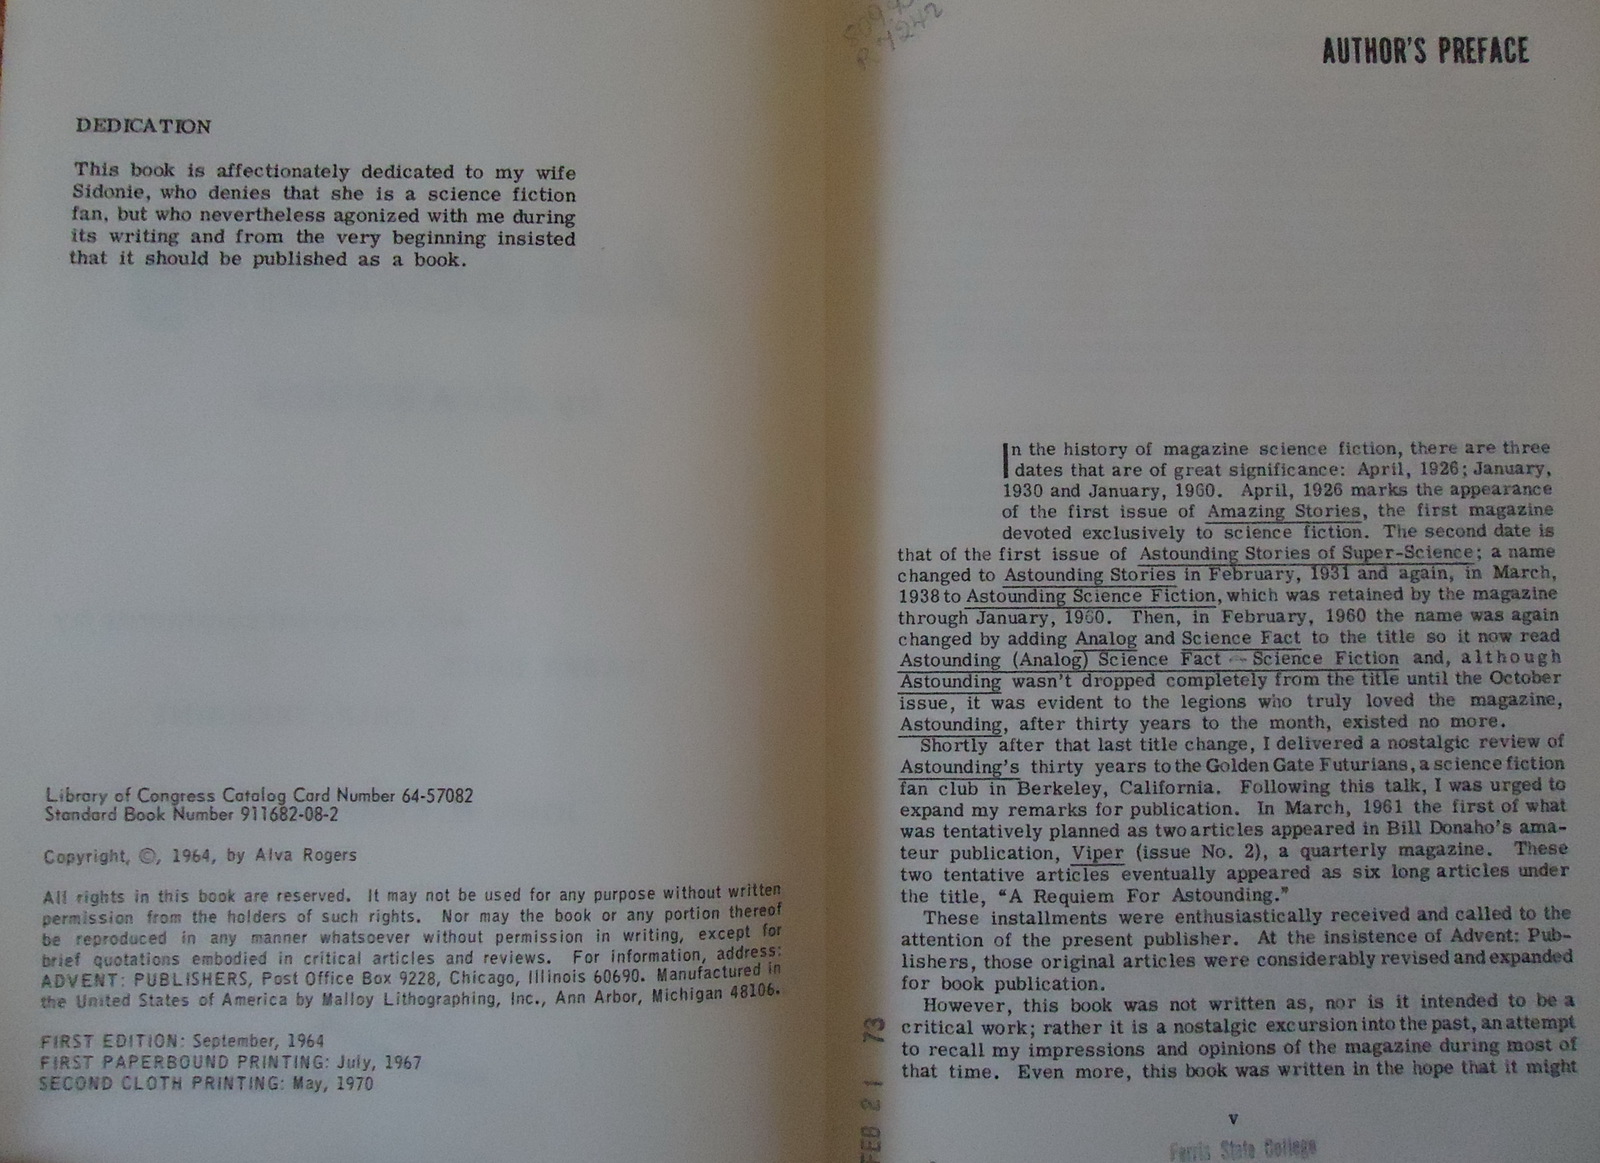 DEDICATION
This book is affectionately dedicated to my wife
Sidonie, who denies that she is a science fiction
fan, but who nevertheless agonized with me during
its writing and from the very beginning insisted
that it should be published as a book.
Library of Congress Catalog Card Number 64-57082
Standard Book Number 911682-08-2
Copyright, ©, 1964, by Alva Rogers
All rights in this book are reserved. It may not be used for any purpose without written
permission from the holders of such rights. Nor may the book or any portion thereof
be reproduced in any manner whatsoever without permission in writing, except for
brief quotations embodied in critical articles and reviews. For information, address:
ADVENT: PUBLISHERS, Post Office Box 9228, Chicago, Illinois 60690. Manufactured in
the United States of America by Malloy Lithographing, Inc., Ann Arbor, Michigan 48106.
FIRST EDITION: September, 1964
FIRST PAPERBOUND PRINTING: July, 1967
SECOND CLOTH PRINTING: May, 1970
R 7242
AUTHOR'S PREFACE
In the history of magazine science fiction, there are three
dates that are of great significance: April, 1926; January,
1930 and January, 1960. April, 1926 marks the appearance
of the first issue of Amazing Stories, the first magazine
devoted exclusively to science fiction. The second date is
that of the first issue of Astounding Stories of Super-Science; a name
changed to Astounding Stories in February, 1931 and again, in March,
1938 to Astounding Science Fiction, which was retained by the magazine
through January, 1960. Then, in February, 1960 the name was again
changed by adding Analog and Science Fact to the title so it now read
Astounding (Analog) Science Fact — Science Fiction and, although
Astounding wasn't dropped completely from the title until the October
issue, it was evident to the legions who truly loved the magazine,
Astounding, after thirty years to the month, existed no more.
Shortly after that last title change, I delivered a nostalgic review of
Astounding's thirty years to the Golden Gate Futurians, a science fiction
fan club in Berkeley, California. Following this talk, I was urged to
expand my remarks for publication. In March, 1961 the first of what
was tentatively planned as two articles appeared in Bill Donaho's ama-
teur publication, Viper (issue No. 2), a quarterly magazine. These
two tentative articles eventually appeared as six long articles under
the title, “A Requiem For Astounding.”
These installments were enthusiastically received and called to the
attention of the present publisher. At the insistence of Advent: Pub-
lishers, those original articles were considerably revised and expanded
for book publication.
However, this book was not written as, nor is it intended to be a
critical work; rather it is a nostalgic excursion into the past, an attempt
to recall my impressions and opinions of the magazine during most of
that time. Even more, this book was written in the hope that it might
v
FEB 21 73
Ferris State College